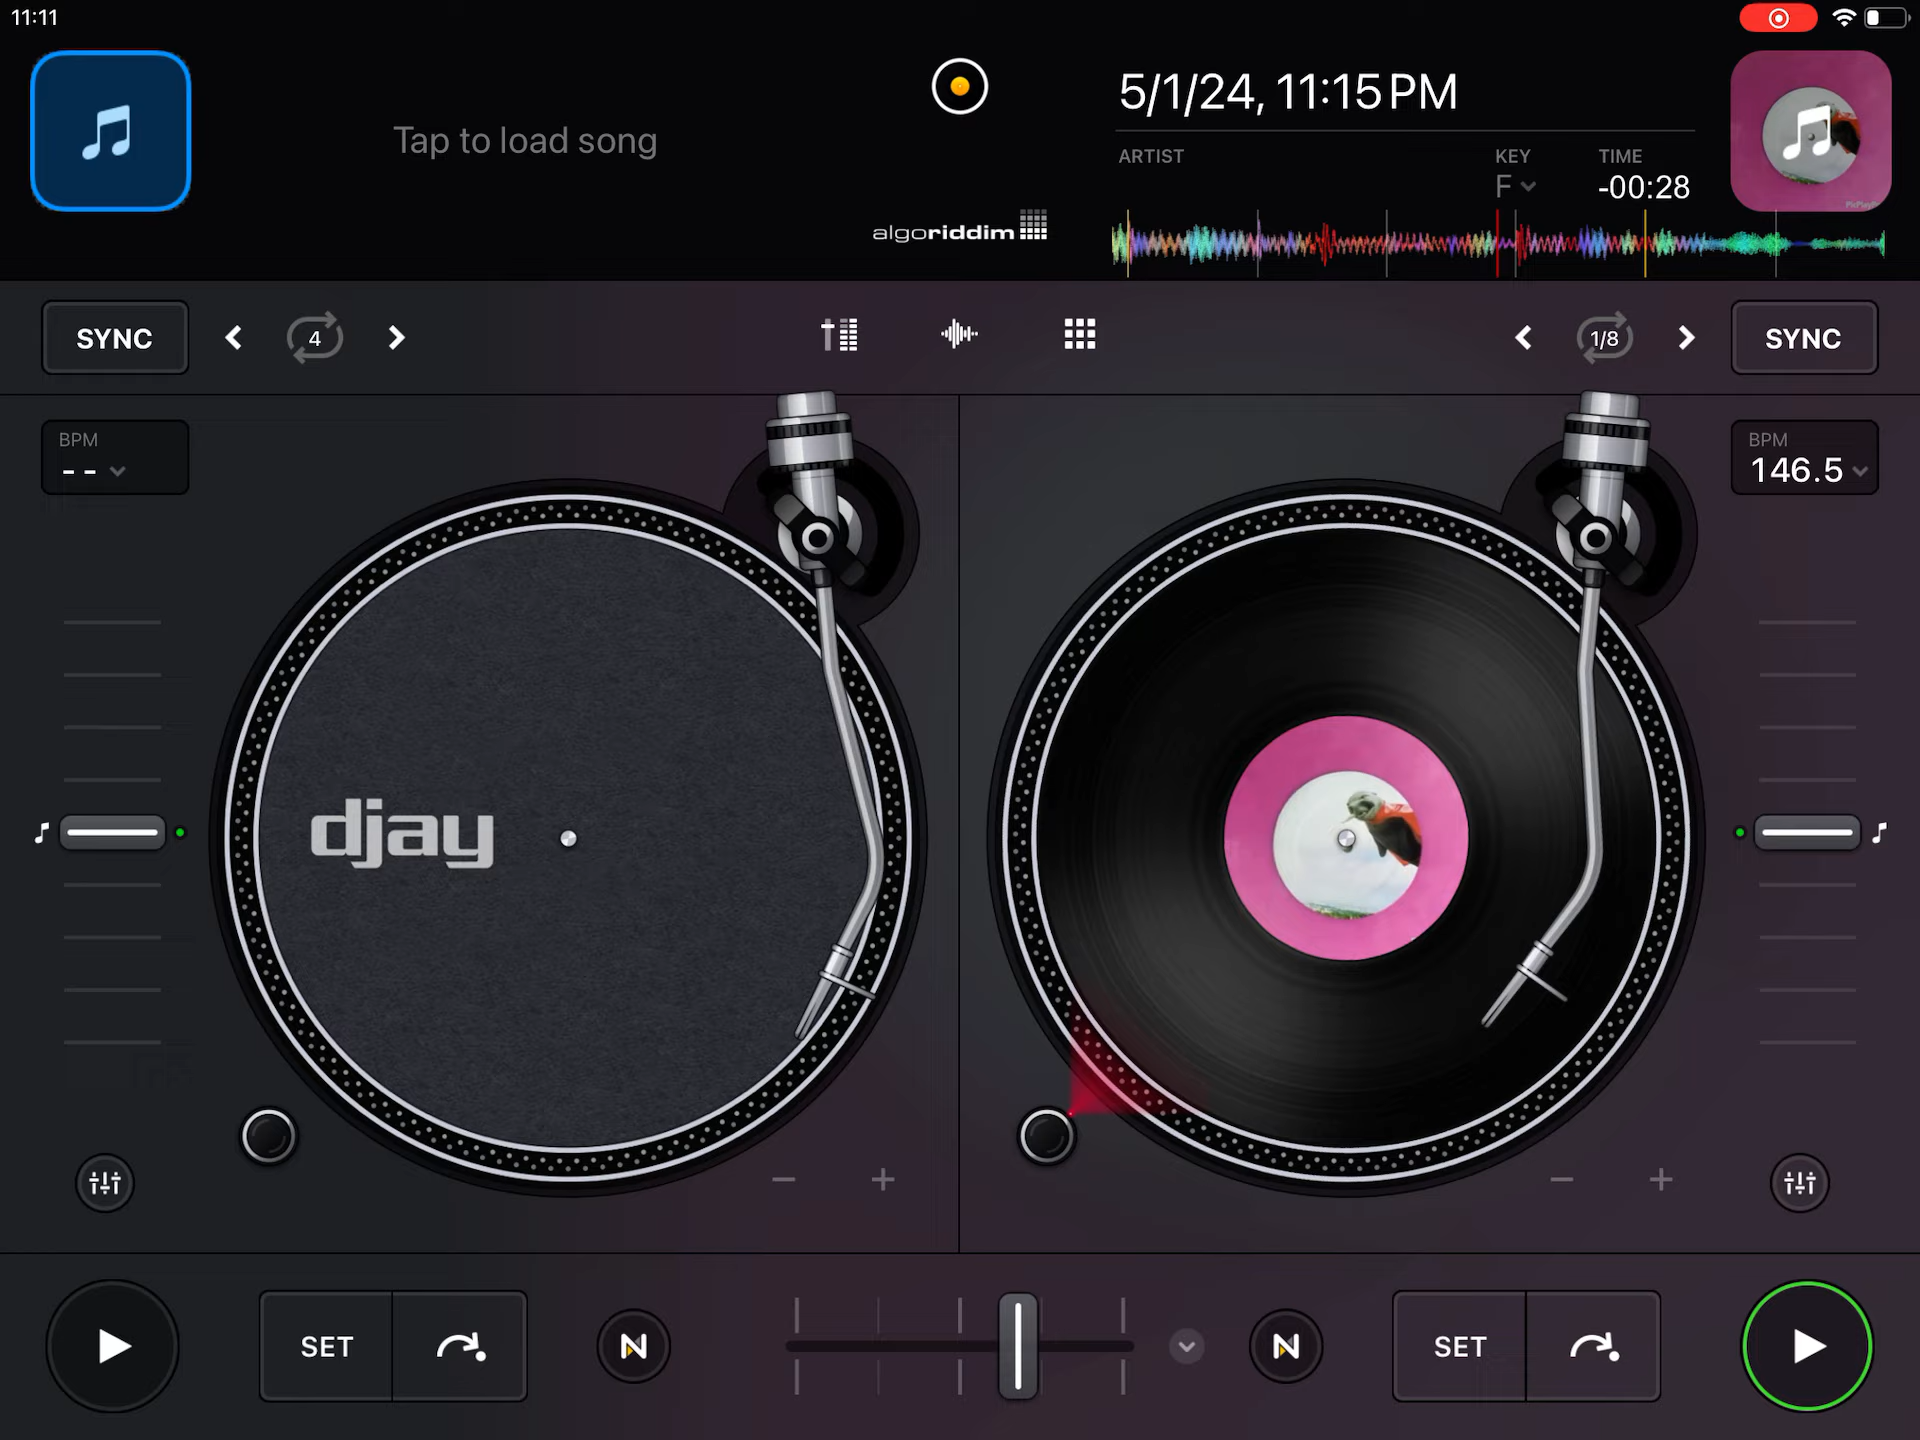 11:11
Tap to load song
algoriddim
5/1/24, 11:15 PM
ARTIST
KEY
F
TIME
-00:28
SYNC
4
1/8
SYNC
BPM
--
BPM
146.5
djay
SET
N
N
SET